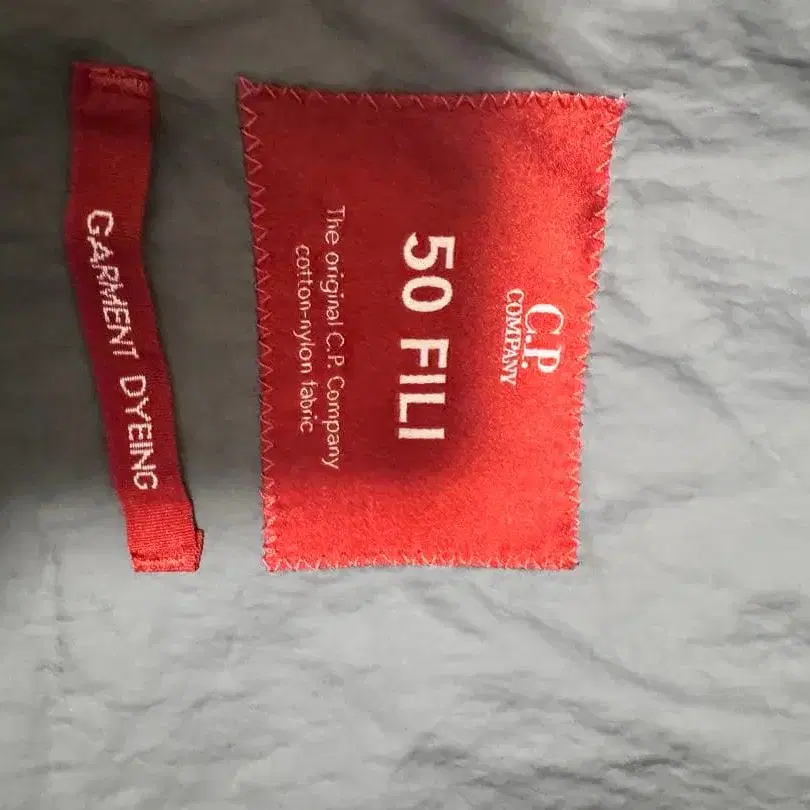 C.P.
COMPANY
50 FILI
The original C.P. Company
cotton-nylon fabric
GARMENT DYEING